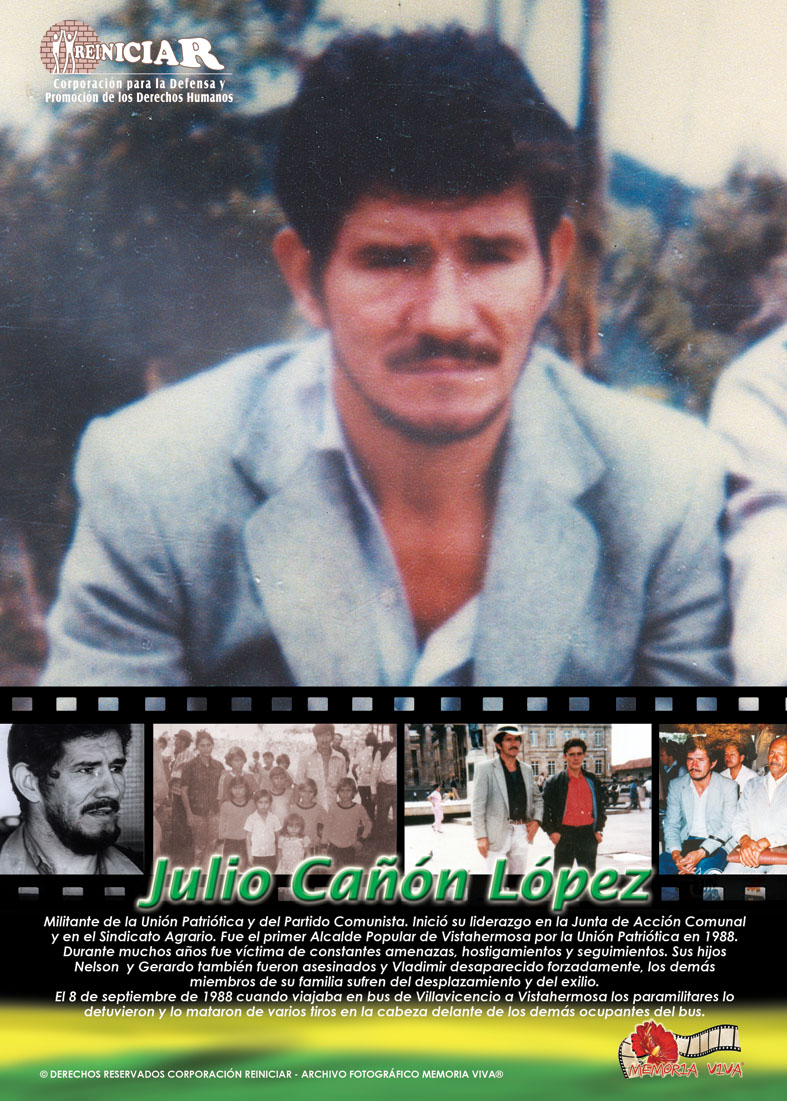 REINICIAR
Corporación para la Defensa y
Promoción de los Derechos Humanos
Julio Cañón López
Militante de la Unión Patriótica y del Partido Comunista. Inició su liderazgo en la Junta de Acción Comunal
y en el Sindicato Agrario. Fue el primer Alcalde Popular de Vistahermosa por la Unión Patriótica en 1988.
Durante muchos años fue víctima de constantes amenazas, hostigamientos y seguimientos. Sus hijos
Nelson y Gerardo también fueron asesinados y Vladimir desaparecido forzadamente, los demás
miembros de su familia sufren del desplazamiento y del exilio.
El 8 de septiembre de 1988 cuando viajaba en bus de Villavicencio a Vistahermosa los paramilitares lo
detuvieron y lo mataron de varios tiros en la cabeza delante de los demás ocupantes del bus.
MEMORIA VIVA®
© DERECHOS RESERVADOS CORPORACIÓN REINICIAR - ARCHIVO FOTOGRÁFICO MEMORIA VIVA®